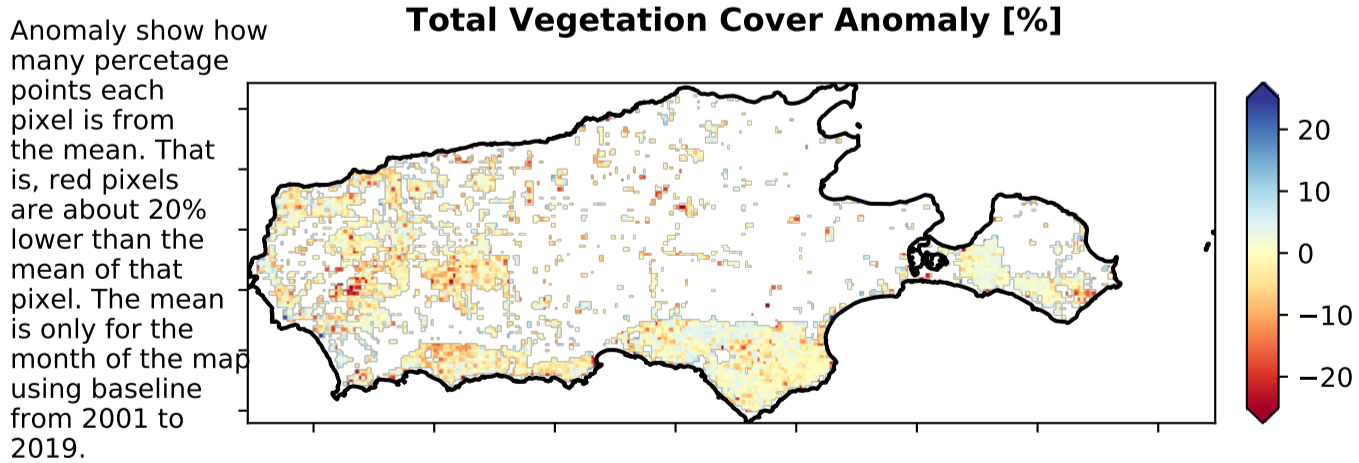 Total Vegetation Cover Anomaly [%]
Anomaly show how
many percetage
points each
pixel is from
the mean. That
is, red pixels
are about 20%
lower than the
mean of that
pixel. The mean
is only for the
month of the map
using baseline
from 2001 to
2019.
20
10
0
−10
−20